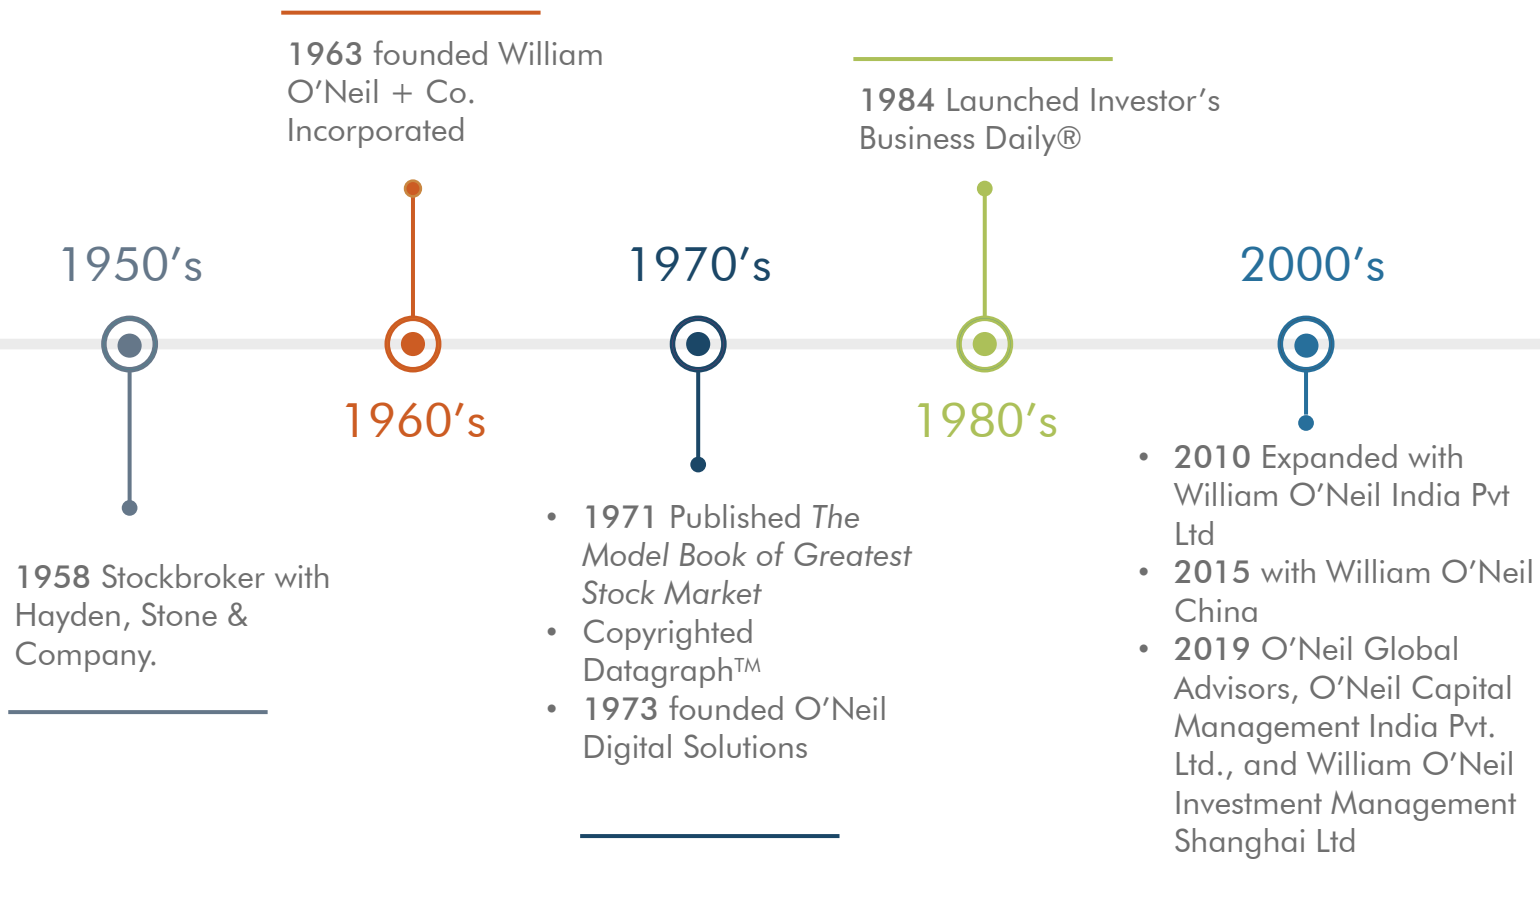 1950's
1958 Stockbroker with
Hayden, Stone &
Company.
1963 founded William
O'Neil + Co.
Incorporated
1960's
1970's
• 1971 Published The
Model Book of Greatest
Stock Market
• Copyrighted
Datagraph™
• 1973 founded O'Neil
Digital Solutions
1984 Launched Investor's
Business Daily®
1980's
2000's
• 2010 Expanded with
William O'Neil India Pvt
Ltd
• 2015 with William O'Neil
China
• 2019 O'Neil Global
Advisors, O'Neil Capital
Management India Pvt.
Ltd., and William O'Neil
Investment Management
Shanghai Ltd